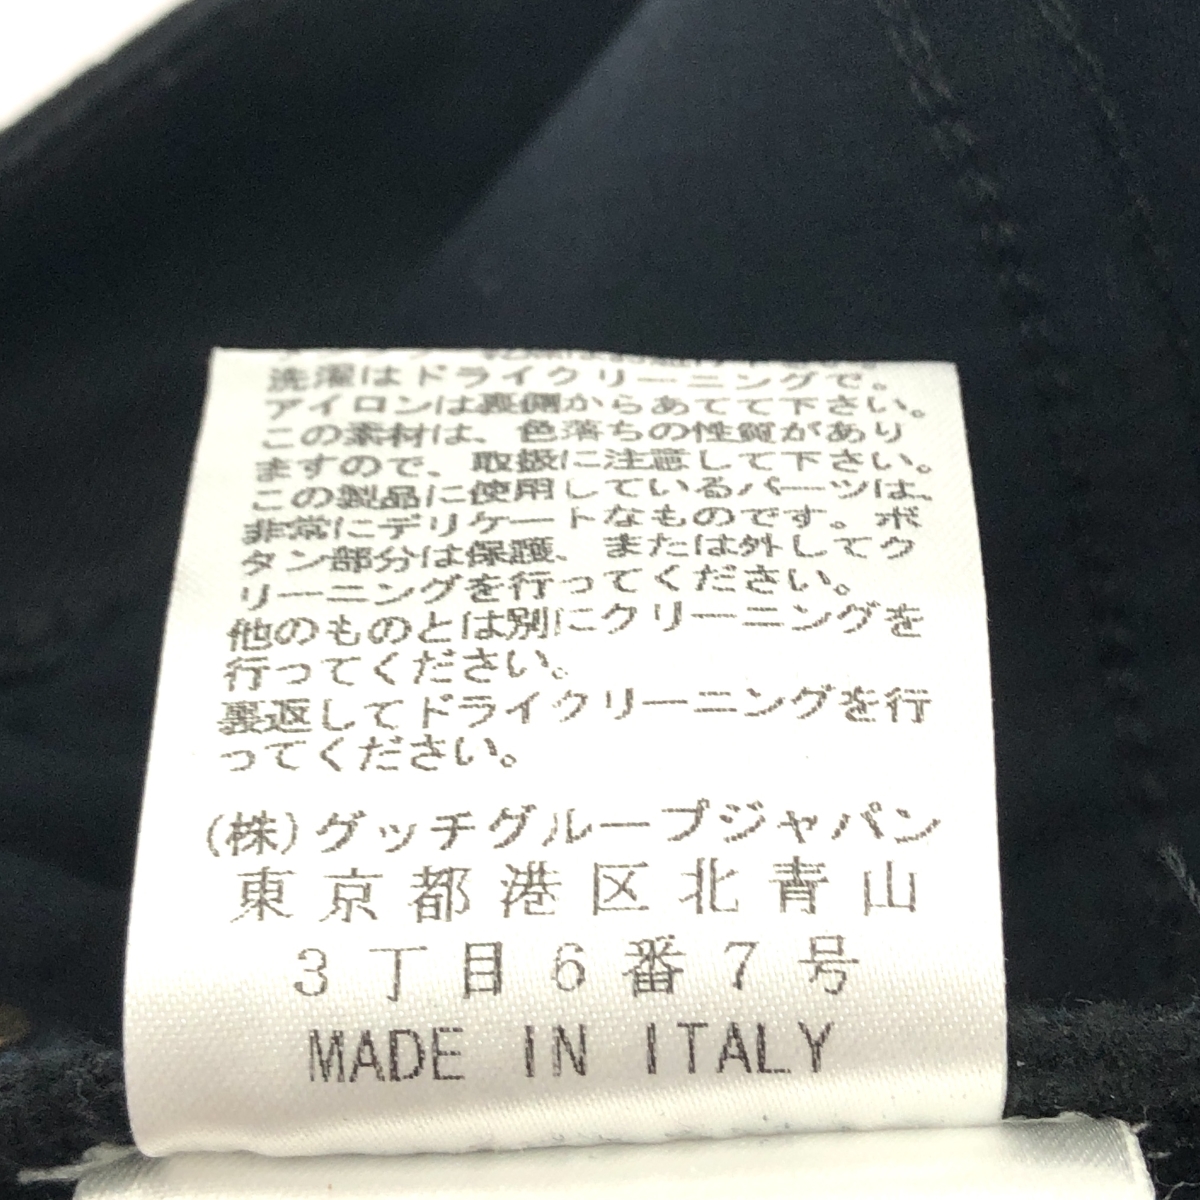 洗濯はドライクリーニングで。
アイロンは裏側からあてて下さい。
この素材は、色落ちの性質があり
ますので、取扱に注意して下さい。
この製品に使用しているパーツは、
非常にデリケートなものです。ボ
タン部分は保護、または外してク
リーニングを行ってください。
他のものとは別にクリーニングを
行ってください。
裏返してドライクリーニングを行
ってください。
(株)グッチグループジャパン
東京都港区北青山
3丁目6番7号
MADE IN ITALY